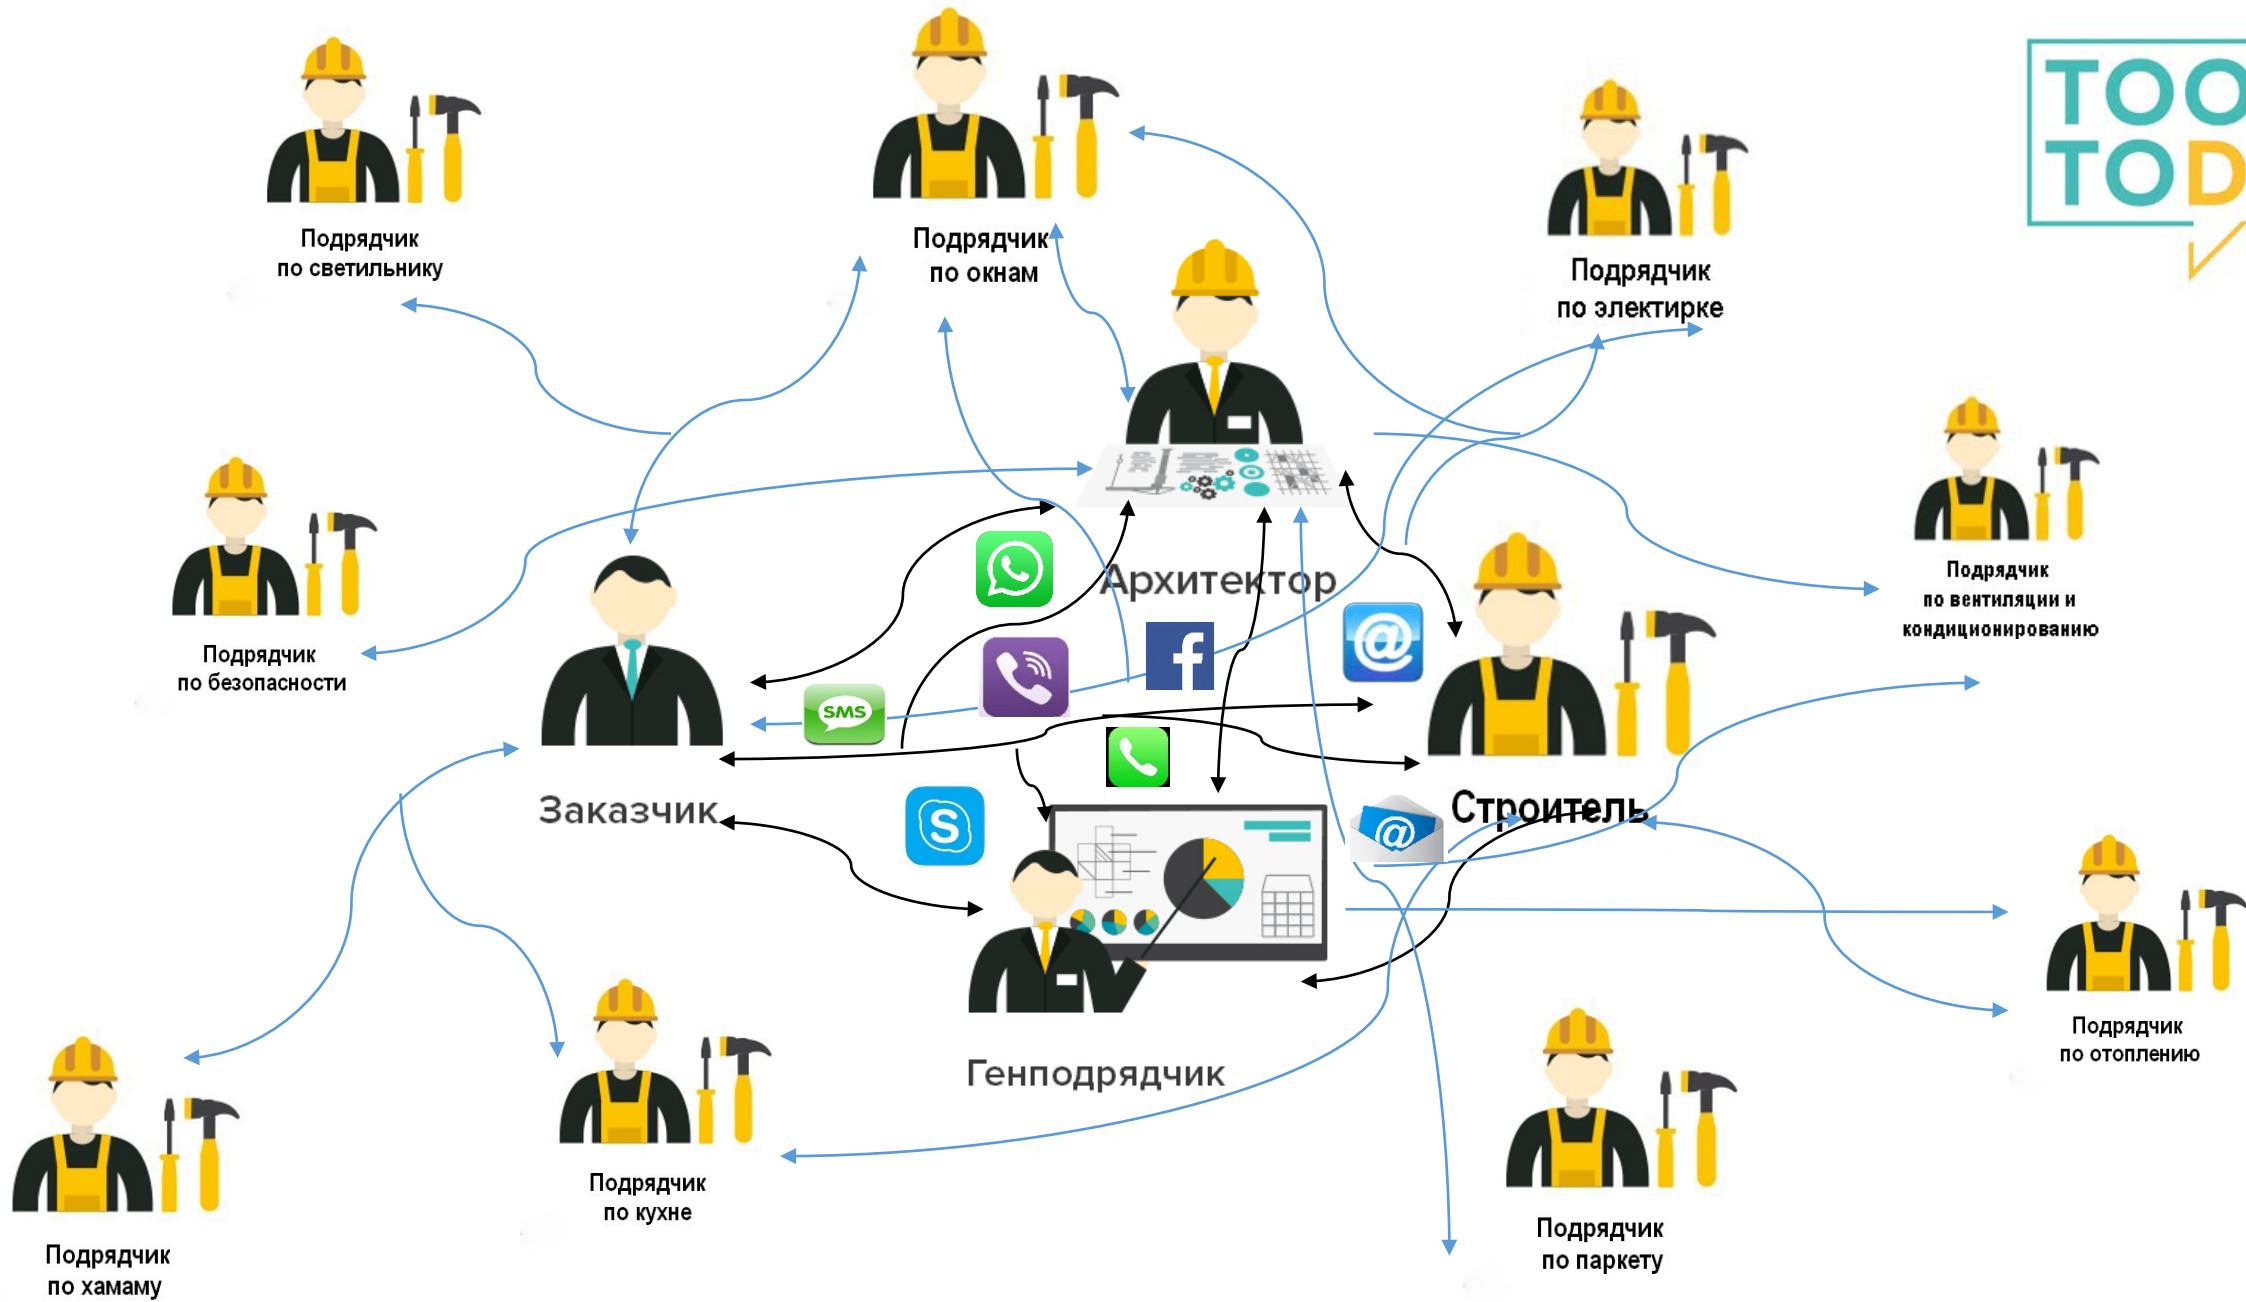 TOO
TOD
Подрядчик
по светильнику
Подрядчик
по окнам
Подрядчик
по электирке
Подрядчик
по вентиляции и
кондиционированию
Подрядчик
по безопасности
Архитектор
SMS
Заказчик
Строитель
Генподрядчик
Подрядчик
по отоплению
Подрядчик
по кухне
Подрядчик
по паркету
Подрядчик
по хамаму